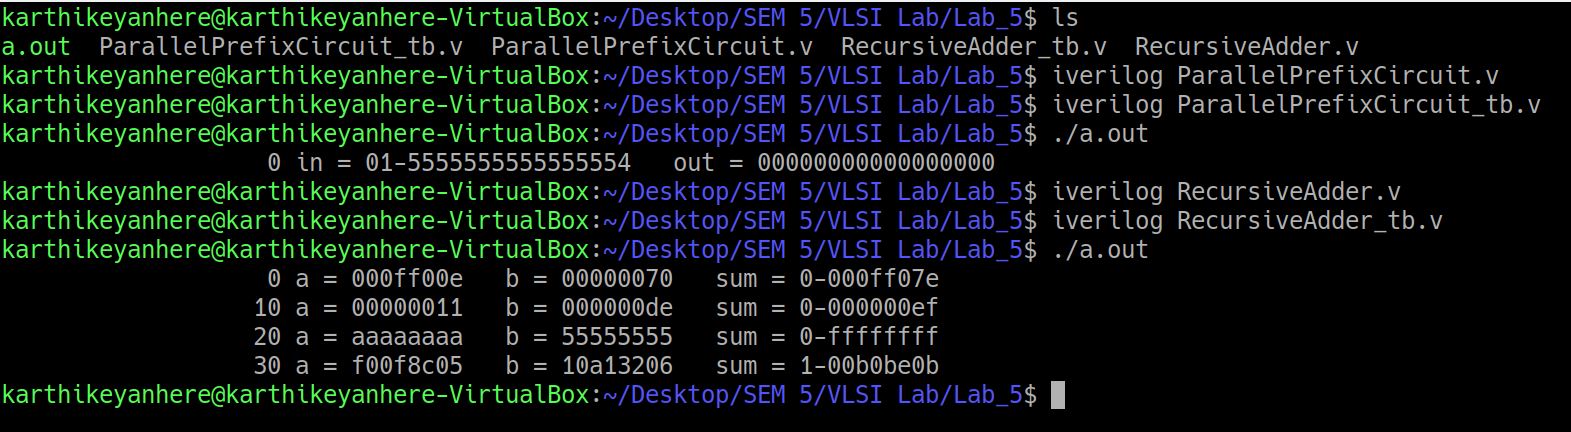 karthikeyanhere@karthikeyanhere-VirtualBox:~/Desktop/SEM 5/VLSI Lab/Lab_5$ ls
a.out  ParallelPrefixCircuit_tb.v  ParallelPrefixCircuit.v  RecursiveAdder_tb.v  RecursiveAdder.v
karthikeyanhere@karthikeyanhere-VirtualBox:~/Desktop/SEM 5/VLSI Lab/Lab_5$ iverilog ParallelPrefixCircuit.v
karthikeyanhere@karthikeyanhere-VirtualBox:~/Desktop/SEM 5/VLSI Lab/Lab_5$ iverilog ParallelPrefixCircuit_tb.v
karthikeyanhere@karthikeyanhere-VirtualBox:~/Desktop/SEM 5/VLSI Lab/Lab_5$ ./a.out
                   0 in = 01-5555555555555554   out = 00000000000000000
karthikeyanhere@karthikeyanhere-VirtualBox:~/Desktop/SEM 5/VLSI Lab/Lab_5$ iverilog RecursiveAdder.v
karthikeyanhere@karthikeyanhere-VirtualBox:~/Desktop/SEM 5/VLSI Lab/Lab_5$ iverilog RecursiveAdder_tb.v
karthikeyanhere@karthikeyanhere-VirtualBox:~/Desktop/SEM 5/VLSI Lab/Lab_5$ ./a.out
                   0 a = 000ff00e   b = 00000070   sum = 0-000ff07e
                  10 a = 00000011   b = 000000de   sum = 0-000000ef
                  20 a = aaaaaaaa   b = 55555555   sum = 0-ffffffff
                  30 a = f00f8c05   b = 10a13206   sum = 1-00b0be0b
karthikeyanhere@karthikeyanhere-VirtualBox:~/Desktop/SEM 5/VLSI Lab/Lab_5$